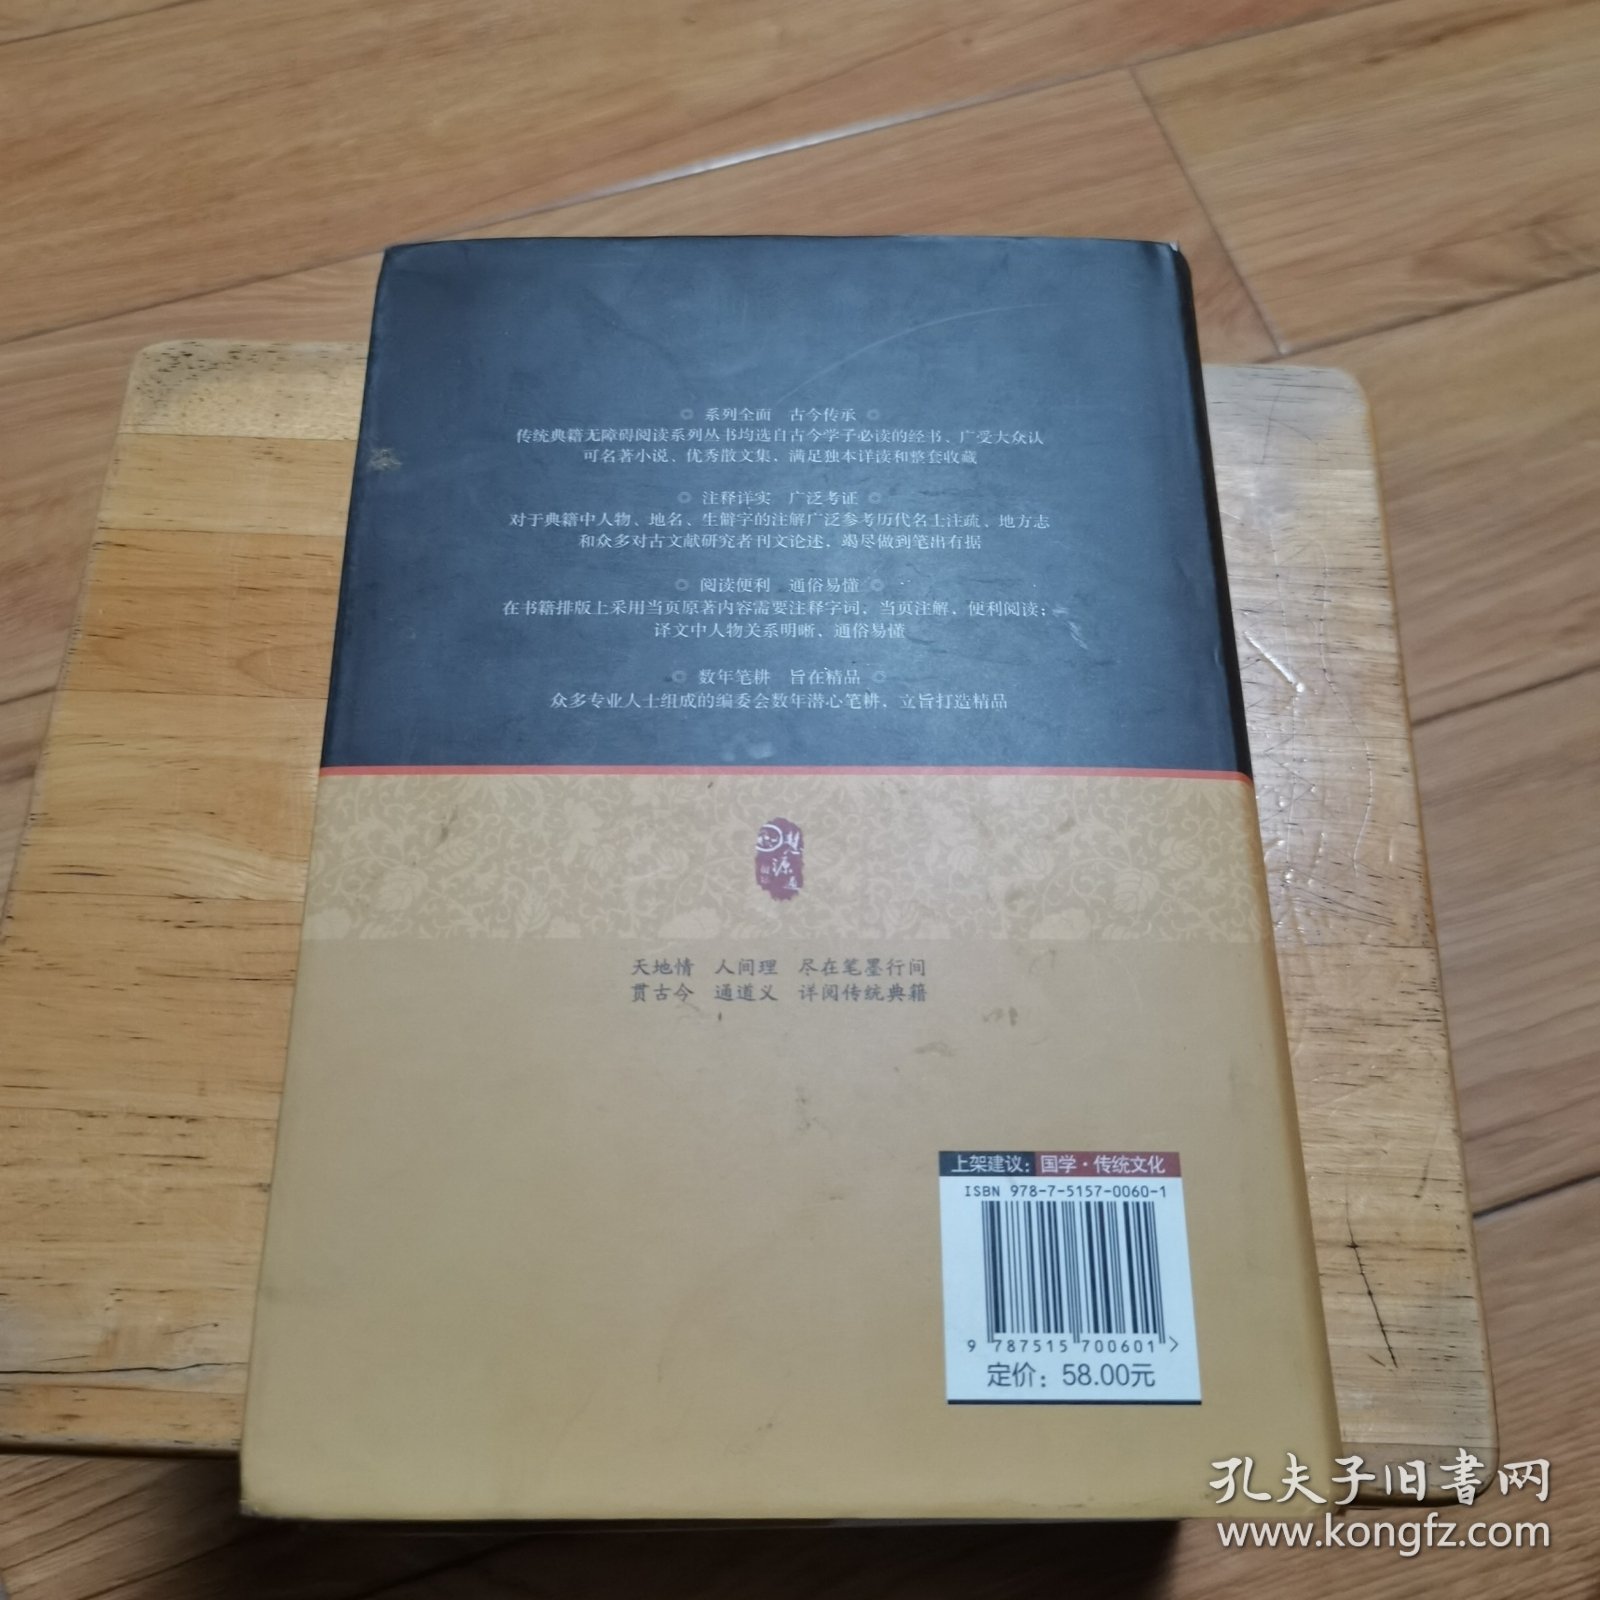 系列全面 古今传承
传统典籍无障碍阅读系列丛书均选自古今学子必读的经书、广受大众认
可名著小说、优秀散文集，满足独本详读和整套收藏
注释详实 广泛考证
对于典籍中人物、地名、生僻字的注解广泛参考历代名士注疏、地方志
和众多对古文献研究者刊文论述，竭尽做到笔出有据
阅读便利 通俗易懂
在书籍排版上采用当页原著内容需要注释字词，当页注解，便利阅读；
译文中人物关系明晰、通俗易懂
数年笔耕 旨在精品
众多专业人士组成的编委会数年潜心笔耕，立旨打造精品
慧
源
天地情 人间理 尽在笔墨行间
贯古今 通道义 详阅传统典籍
上架建议：国学·传统文化
ISBN 978-7-5157-0060-1
9 787515 700601 >
定价：58.00元
孔夫子旧书网
www.kongfz.com